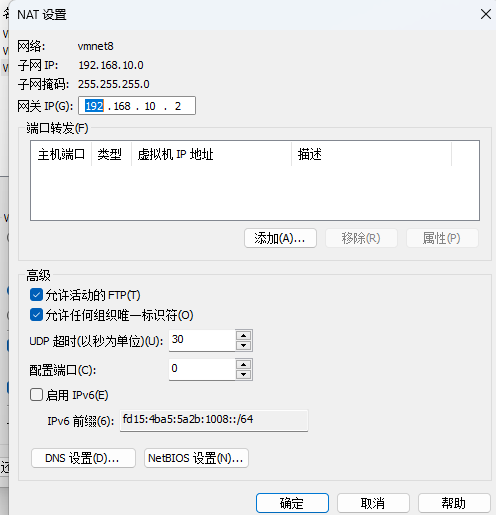 NAT 设置
网络: vmnet8
子网 IP: 192.168.10.0
子网掩码: 255.255.255.0
网关 IP(G): 192 . 168 . 10 . 2
端口转发(F)
主机端口 类型 虚拟机 IP 地址 描述
添加(A)... 移除(R) 属性(P)
高级
允许活动的 FTP(T)
允许任何组织唯一标识符(O)
UDP 超时(以秒为单位)(U): 30
配置端口(C): 0
启用 IPv6(E)
IPv6 前缀(6): fd15:4ba5:5a2b:1008::/64
DNS 设置(D)... NetBIOS 设置(N)...
确定 取消 帮助